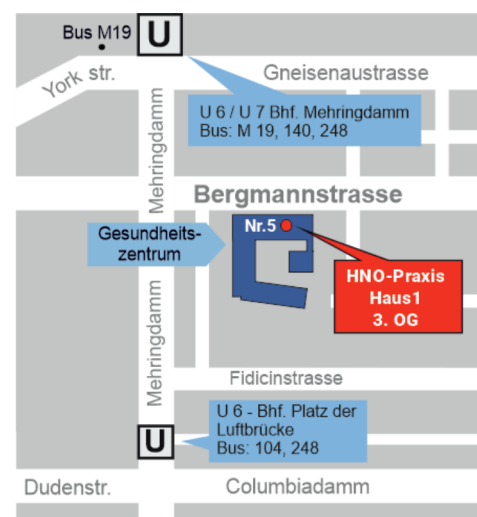 Bus M19
U
York str.
Gneisenaustrasse
U 6 / U 7 Bhf. Mehringdamm
Bus: M 19, 140, 248
Mehringdamm
Bergmannstrasse
Gesundheits-
zentrum
Nr.5
HNO-Praxis
Haus1
3. OG
Mehringdamm
Fidicinstrasse
U 6 - Bhf. Platz der
Luftbrücke
Bus: 104, 248
U
Dudenstr.
Columbiadamm